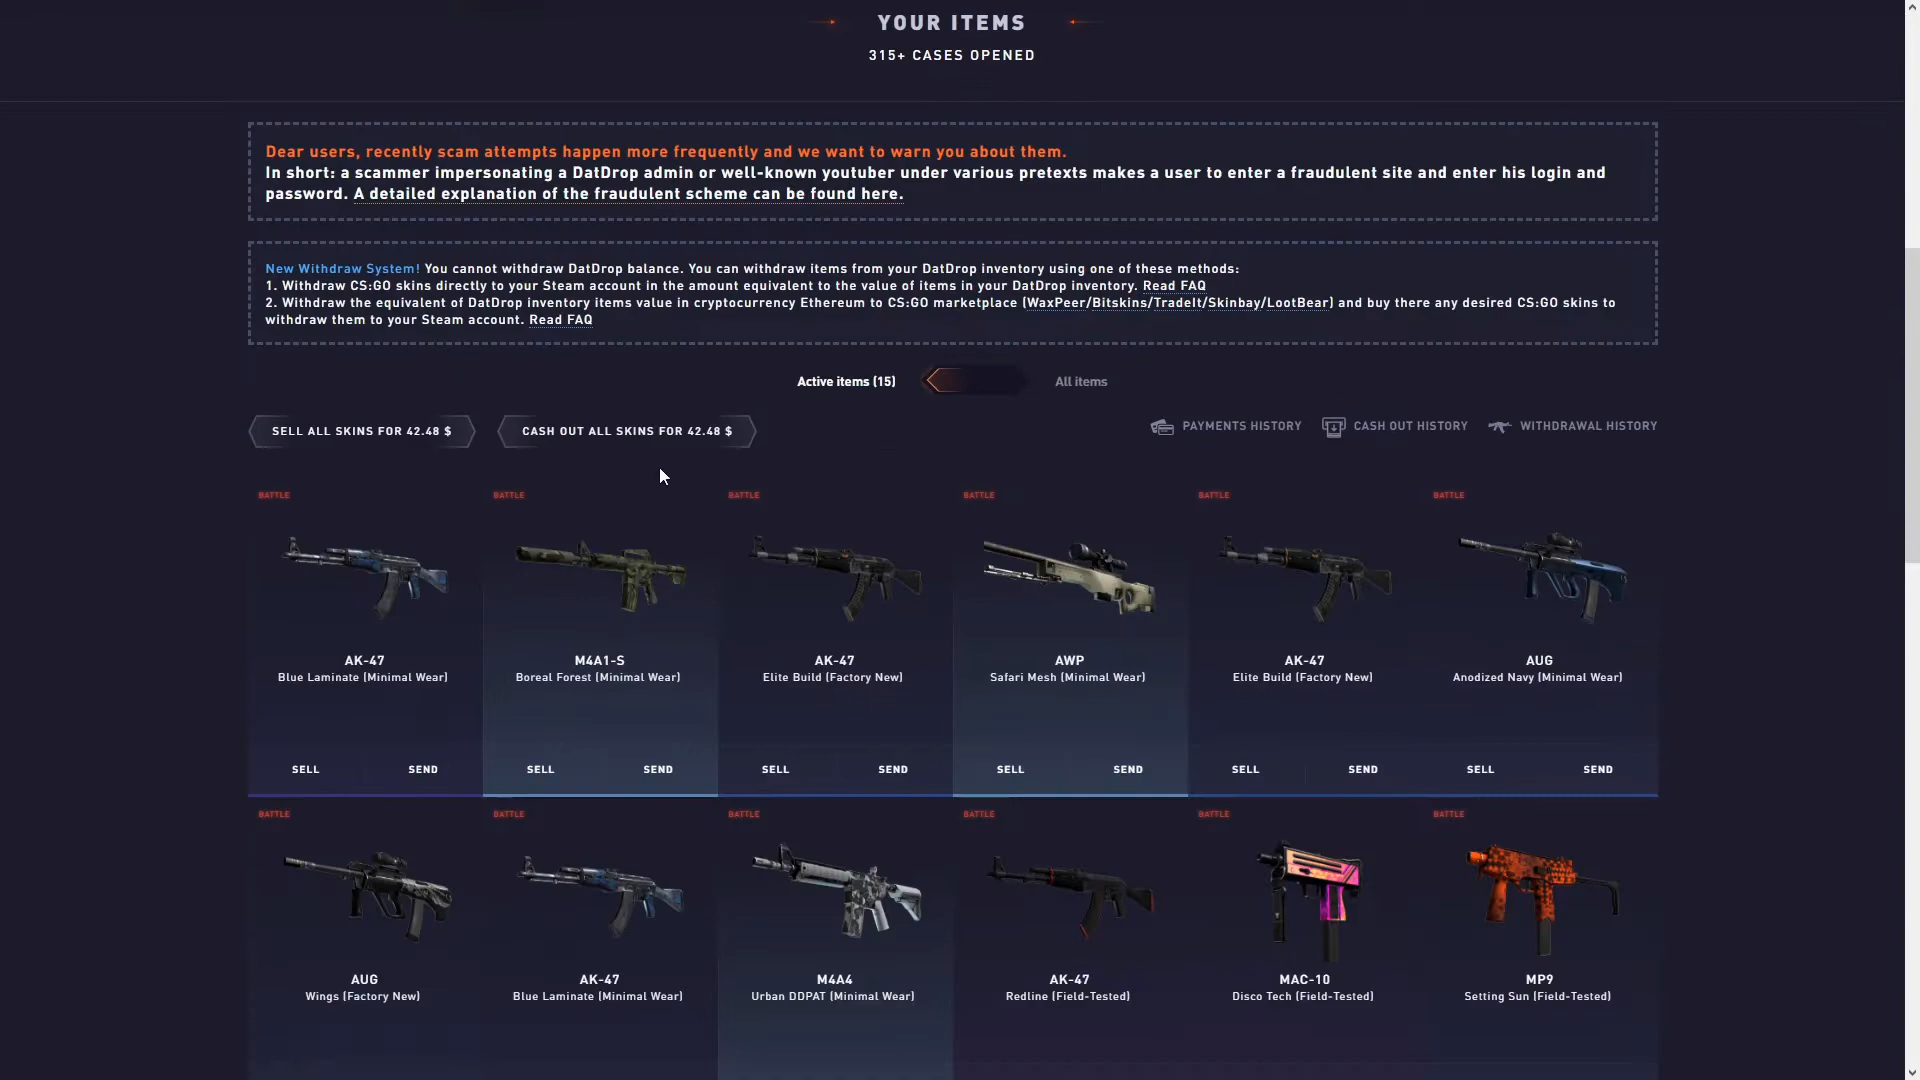 YOUR ITEMS
315+ CASES OPENED
Dear users, recently scam attempts happen more frequently and we want to warn you about them.
In short: a scammer impersonating a DatDrop admin or well-known youtuber under various pretexts makes a user to enter a fraudulent site and enter his login and
password. A detailed explanation of the fraudulent scheme can be found here.
New Withdraw System! You cannot withdraw DatDrop balance. You can withdraw items from your DatDrop inventory using one of these methods:
1. Withdraw CS:GO skins directly to your Steam account in the amount equivalent to the value of items in your DatDrop inventory. Read FAQ
2. Withdraw the equivalent of DatDrop inventory items value in cryptocurrency Ethereum to CS:GO marketplace (WaxPeer/Bitskins/TradeIt/Skinbay/LootBear) and buy there any desired CS:GO skins to
withdraw them to your Steam account. Read FAQ
Active items (15) All items
SELL ALL SKINS FOR 42.48 $ CASH OUT ALL SKINS FOR 42.48 $ PAYMENTS HISTORY CASH OUT HISTORY WITHDRAWAL HISTORY
BATTLE BATTLE BATTLE BATTLE BATTLE BATTLE
AK-47 M4A1-S AK-47 AWP AK-47 AUG
Blue Laminate (Minimal Wear) Boreal Forest (Minimal Wear) Elite Build (Factory New) Safari Mesh (Minimal Wear) Elite Build (Factory New) Anodized Navy (Minimal Wear)
SELL SEND SELL SEND SELL SEND SELL SEND SELL SEND SELL SEND
BATTLE BATTLE BATTLE BATTLE BATTLE BATTLE
AUG AK-47 M4A4 AK-47 MAC-10 MP9
Wings (Factory New) Blue Laminate (Minimal Wear) Urban DDPAT (Minimal Wear) Redline (Field-Tested) Disco Tech (Field-Tested) Setting Sun (Field-Tested)